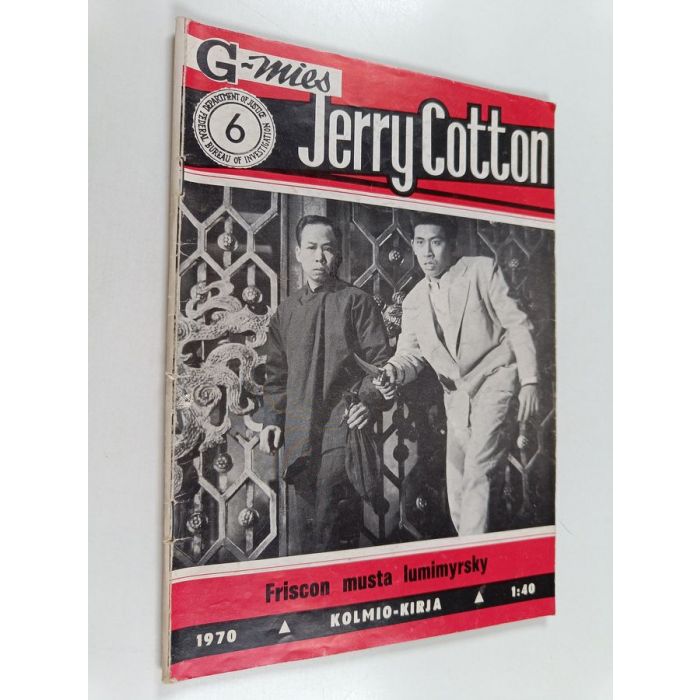 G-mies
Jerry Cotton
DEPARTMENT OF JUSTICE
FEDERAL BUREAU OF INVESTIGATION
6
Friscon musta lumimyrsky
1970 ▲ KOLMIO-KIRJA ▲ 1:40